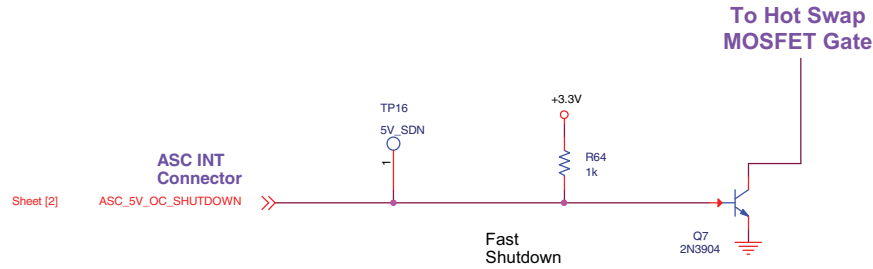 To Hot Swap
MOSFET Gate
+3.3V
TP16
5V_SDN
1
R64
1k
ASC INT
Connector
Sheet [2]
ASC_5V_OC_SHUTDOWN
Fast
Shutdown
Q7
2N3904